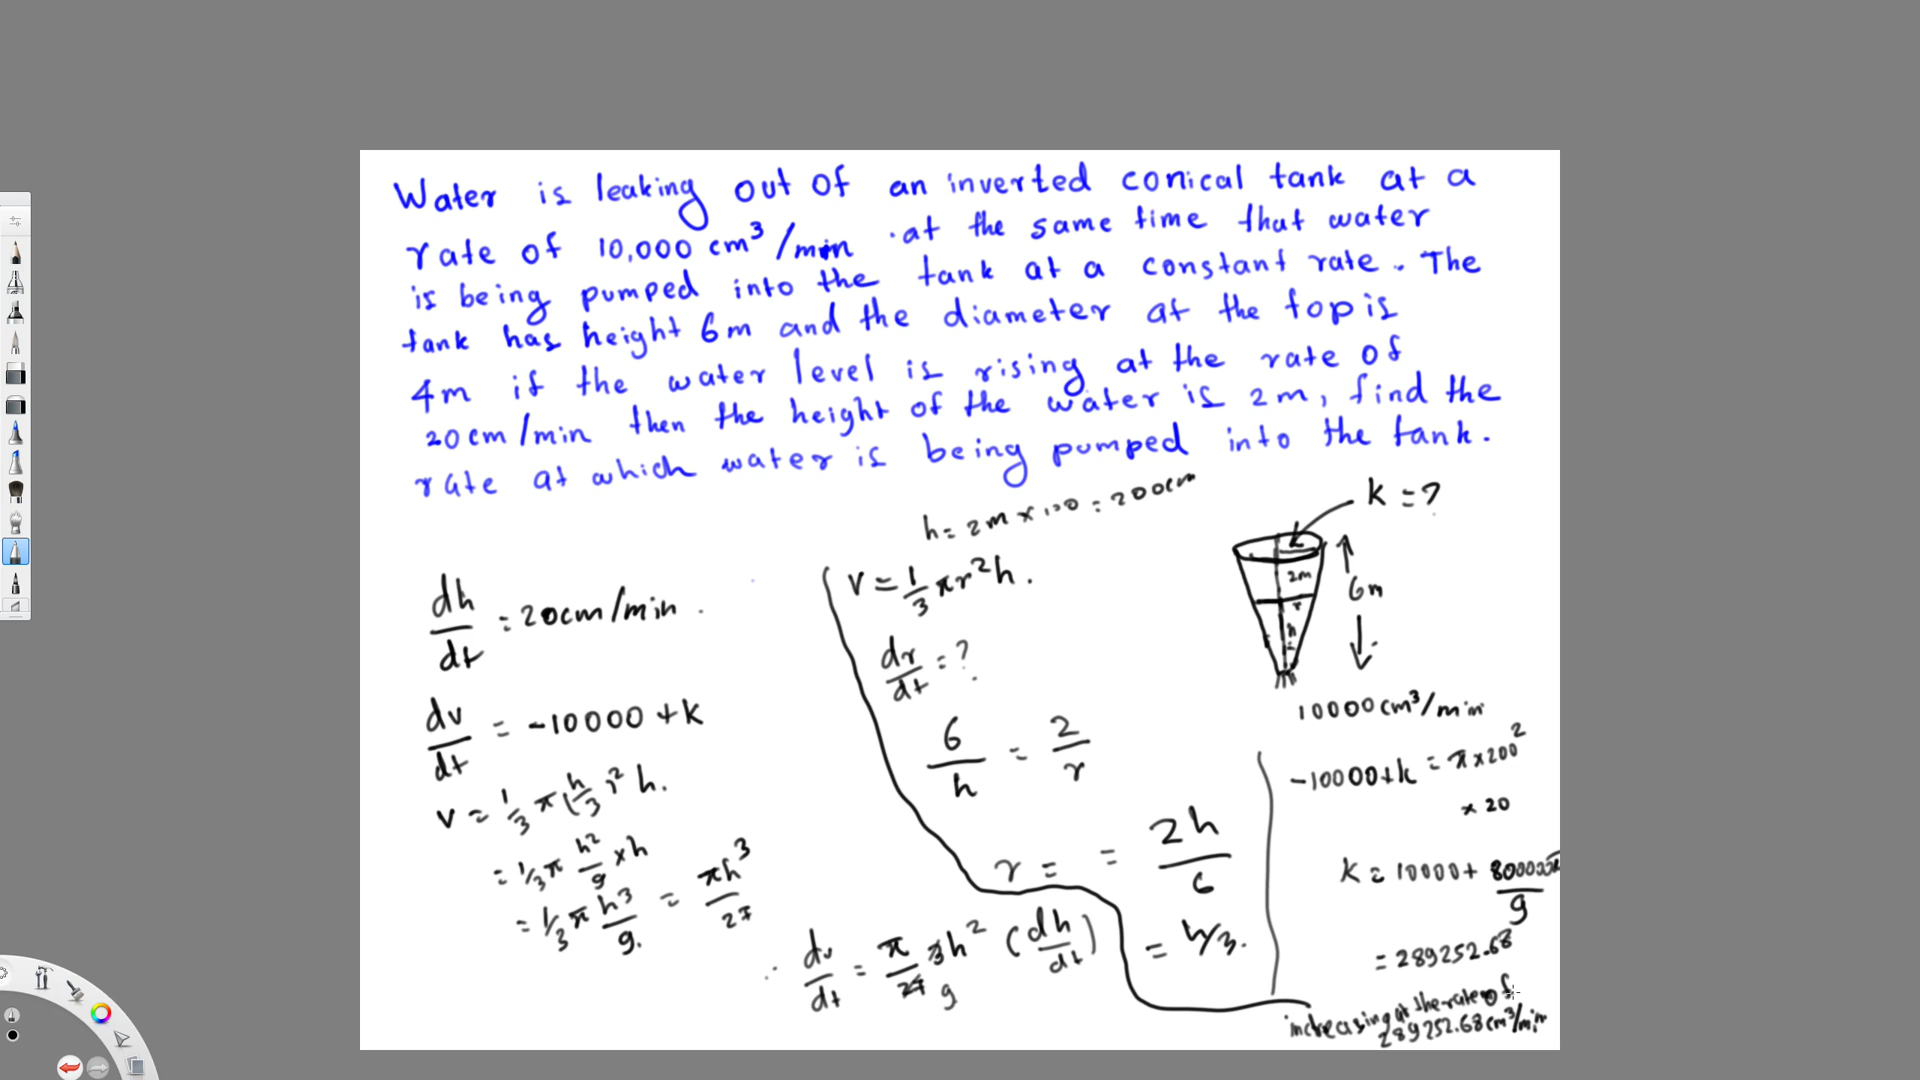 Water is leaking out of an inverted conical tank at a
rate of 10,000 cm³/min . at the same time that water
is being pumped into the tank at a constant rate. The
tank has height 6m and the diameter at the top is
4m if the water level is rising at the rate of
20cm/min then the height of the water is 2m, find the
rate at which water is being pumped into the tank.
h = 2m × 100 = 200cm
dh/dt = 20cm/min .
dv/dt = -10000 + k
v = 1/3 π (h/3)² h.
= 1/3 π h²/9 × h
= 1/3 π h³/9. = πh³/27
v = 1/3 πr²h .
dr/dt = ?
6/h = 2/r
r = = 2h/6
= h/3.
∴ dv/dt = π/27 3h² (dh/dt)
9
k = ?
2m
r
h
6m
10000 cm³/min
-10000+k = π×200²
× 20
k = 10000 + 800000π/9
= 289252.68
increasing at the rate of
289252.68 cm³/min